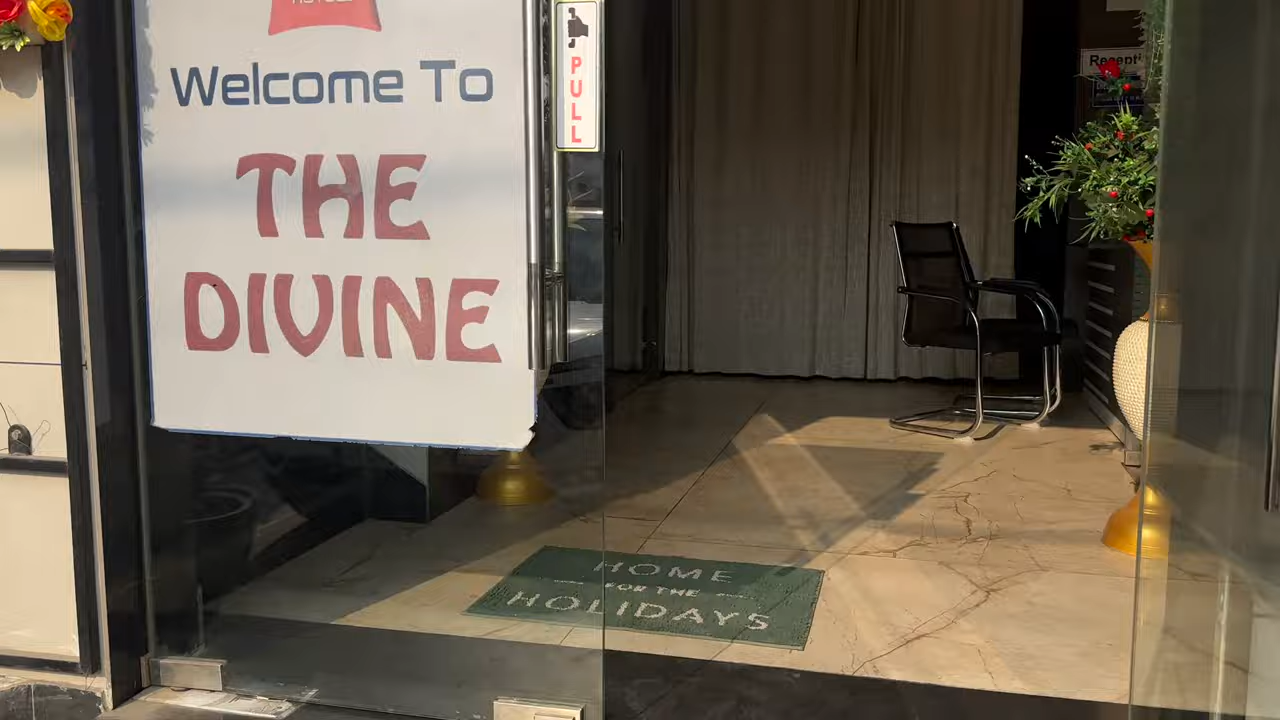 Welcome To
THE
DIVINE
PULL
HOME
FOR THE
HOLIDAYS